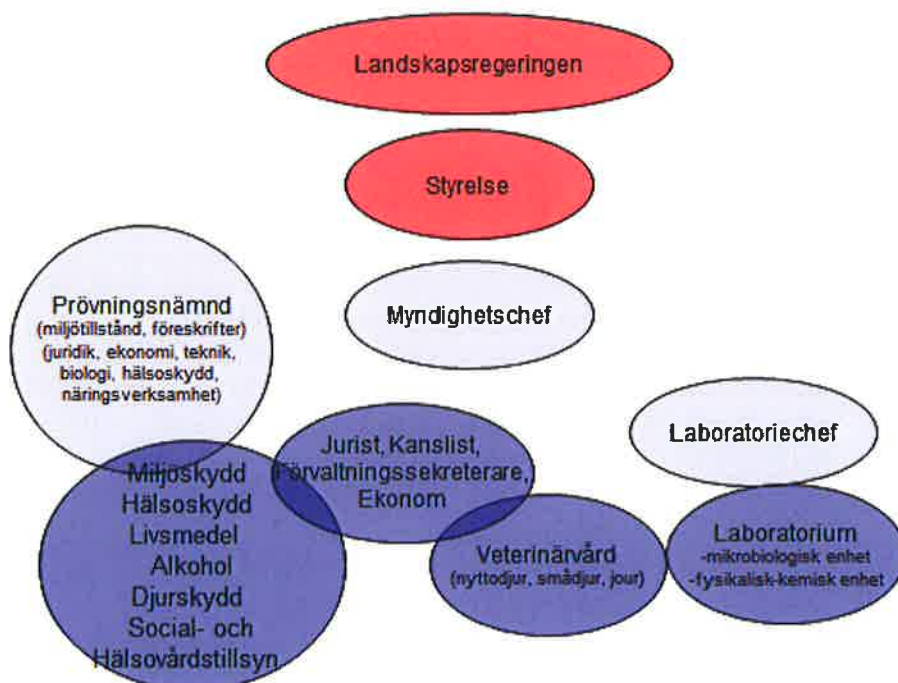 Landskapsregeringen
Styrelse
Prövningsnämnd
(miljötillstånd, föreskrifter)
(juridik, ekonomi, teknik,
biologi, hälsoskydd,
näringsverksamhet)
Myndighetschef
Laboratoriechef
Jurist, Kanslist,
Förvaltningssekreterare,
Ekonom
Miljöskydd
Hälsoskydd
Livsmedel
Alkohol
Djurskydd
Social- och
Hälsovårdstillsyn
Veterinärvård
(nyttodjur, smådjur, jour)
Laboratorium
-mikrobiologisk enhet
-fysikalisk-kemisk enhet